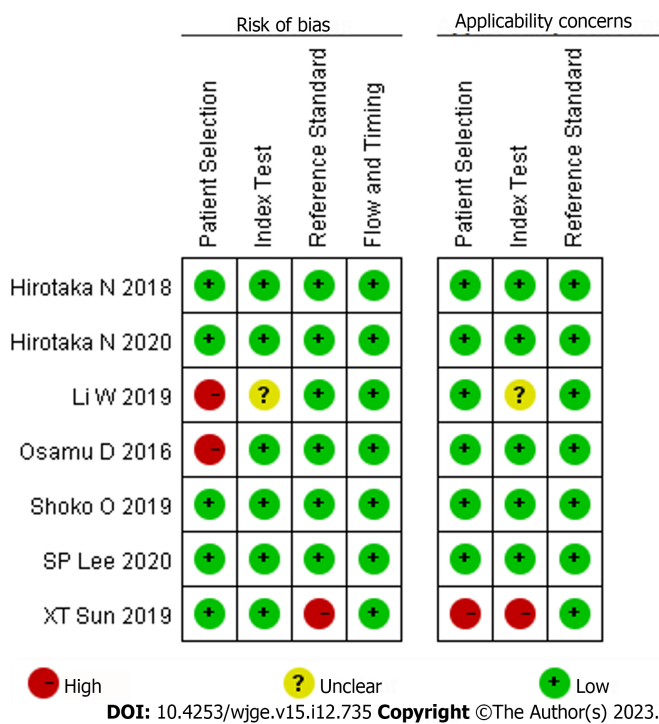 Risk of bias Applicability concerns
Patient Selection Index Test Reference Standard Flow and Timing Patient Selection Index Test Reference Standard
Hirotaka N 2018 + + + + + + +
Hirotaka N 2020 + + + + + + +
Li W 2019 - ? + + + ? +
Osamu D 2016 - + + + + + +
Shoko O 2019 + + + + + + +
SP Lee 2020 + + + + + + +
XT Sun 2019 + + - + - - +
- High ? Unclear + Low
DOI: 10.4253/wjge.v15.i12.735 Copyright ©The Author(s) 2023.